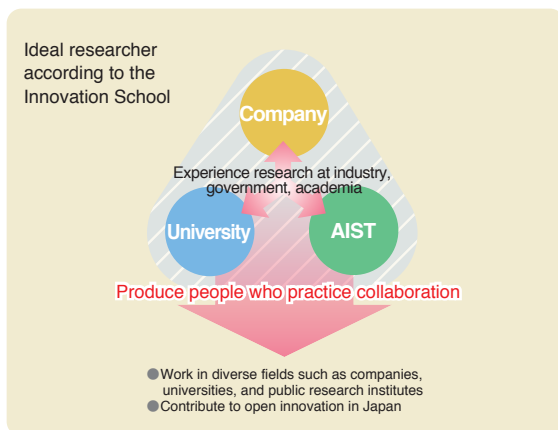 Ideal researcher
according to the
Innovation School
Company
Experience research at industry,
government, academia
University
AIST
Produce people who practice collaboration
●Work in diverse fields such as companies,
universities, and public research institutes
●Contribute to open innovation in Japan